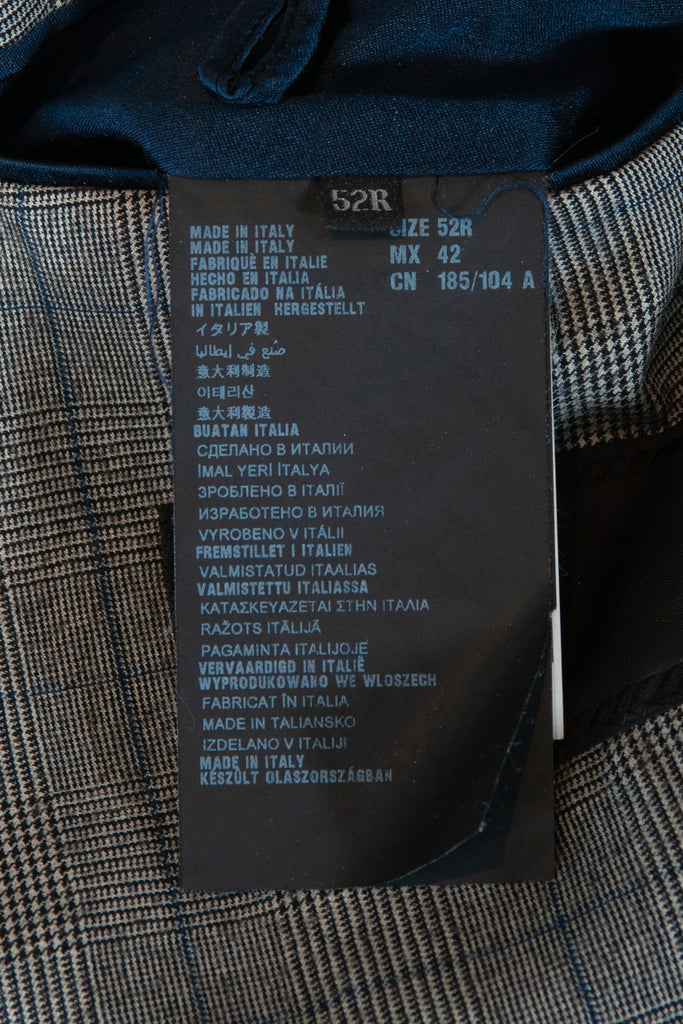 52R
MADE IN ITALY
MADE IN ITALY
FABRIQUÈ EN ITALIE
HECHO EN ITALIA
FABRICADO NA ITÁLIA
IN ITALIEN HERGESTELLT
イタリア製
صنع في إيطاليا
意大利制造
이태리산
意大利製造
BUATAN ITALIA
СДЕЛАНО В ИТАЛИИ
İMAL YERİ İTALYA
ЗРОБЛЕНО В ІТАЛІЇ
ИЗРАБОТЕНО В ИТАЛИЯ
VYROBENO V ITÁLII
FREMSTILLET I ITALIEN
VALMISTATUD ITAALIAS
VALMISTETTU ITALIASSA
ΚΑΤΑΣΚΕΥΑΖΕΤΑΙ ΣΤΗΝ ΙΤΑΛΙΑ
RAŽOTS ITĀLIJĀ
PAGAMINTA ITALIJOJE
VERVAARDIGD IN ITALIË
WYPRODUKOWANO WE WLOSZECH
FABRICAT ÎN ITALIA
MADE IN TALIANSKO
IZDELANO V ITALIJI
MADE IN ITALY
KÉSZÜLT OLASZORSZÁGBAN
SIZE 52R
MX 42
CN 185/104 A